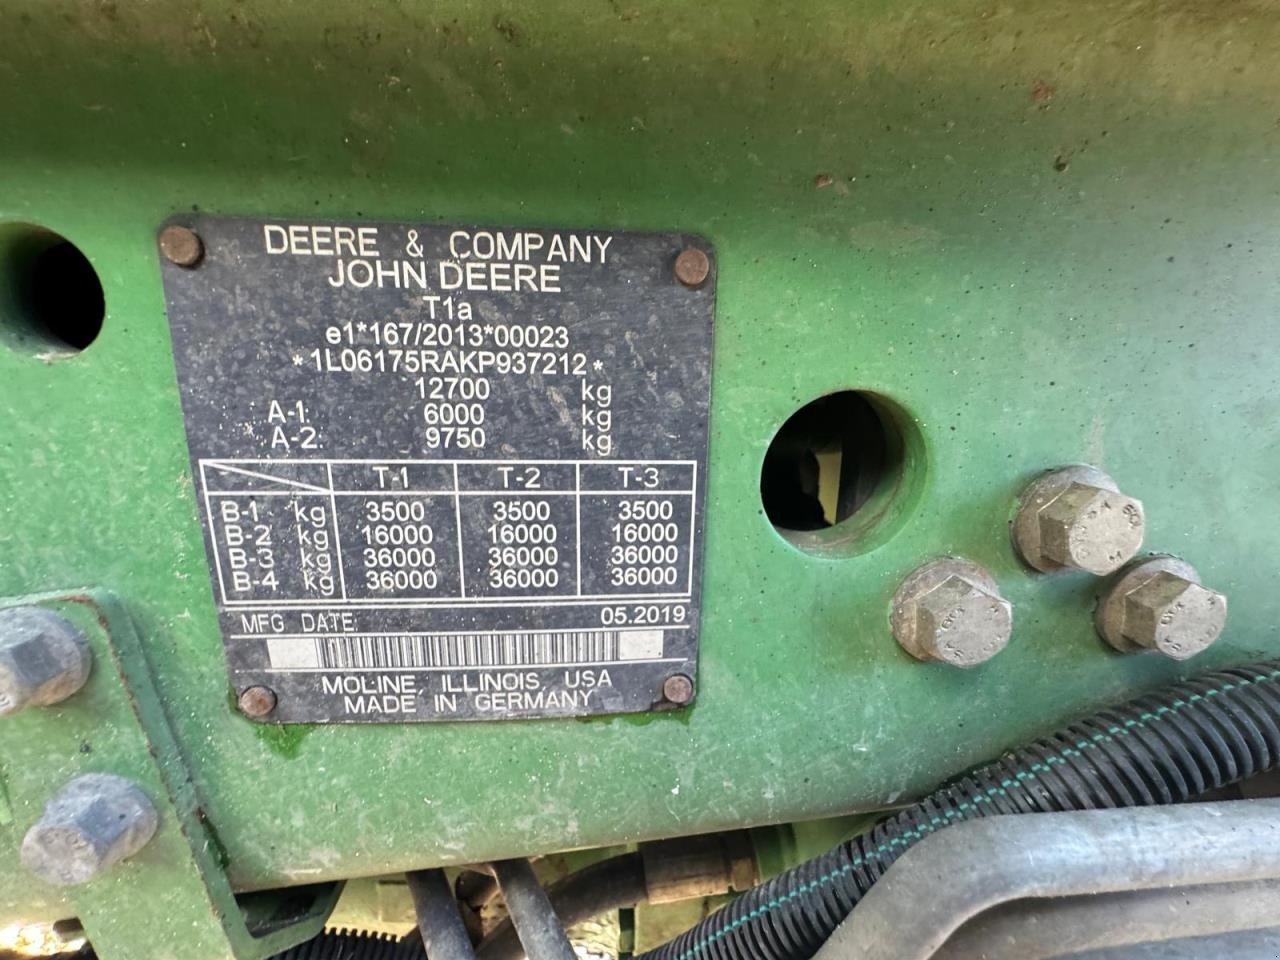 DEERE & COMPANY
JOHN DEERE
T1a
e1*167/2013*00023
*1L06175RAKP937212*
12700 kg
A-1: 6000 kg
A-2: 9750 kg
T-1 T-2 T-3
B-1 kg 3500 3500 3500
B-2 kg 16000 16000 16000
B-3 kg 36000 36000 36000
B-4 kg 36000 36000 36000
MFG DATE 05.2019
MOLINE, ILLINOIS, USA
MADE IN GERMANY